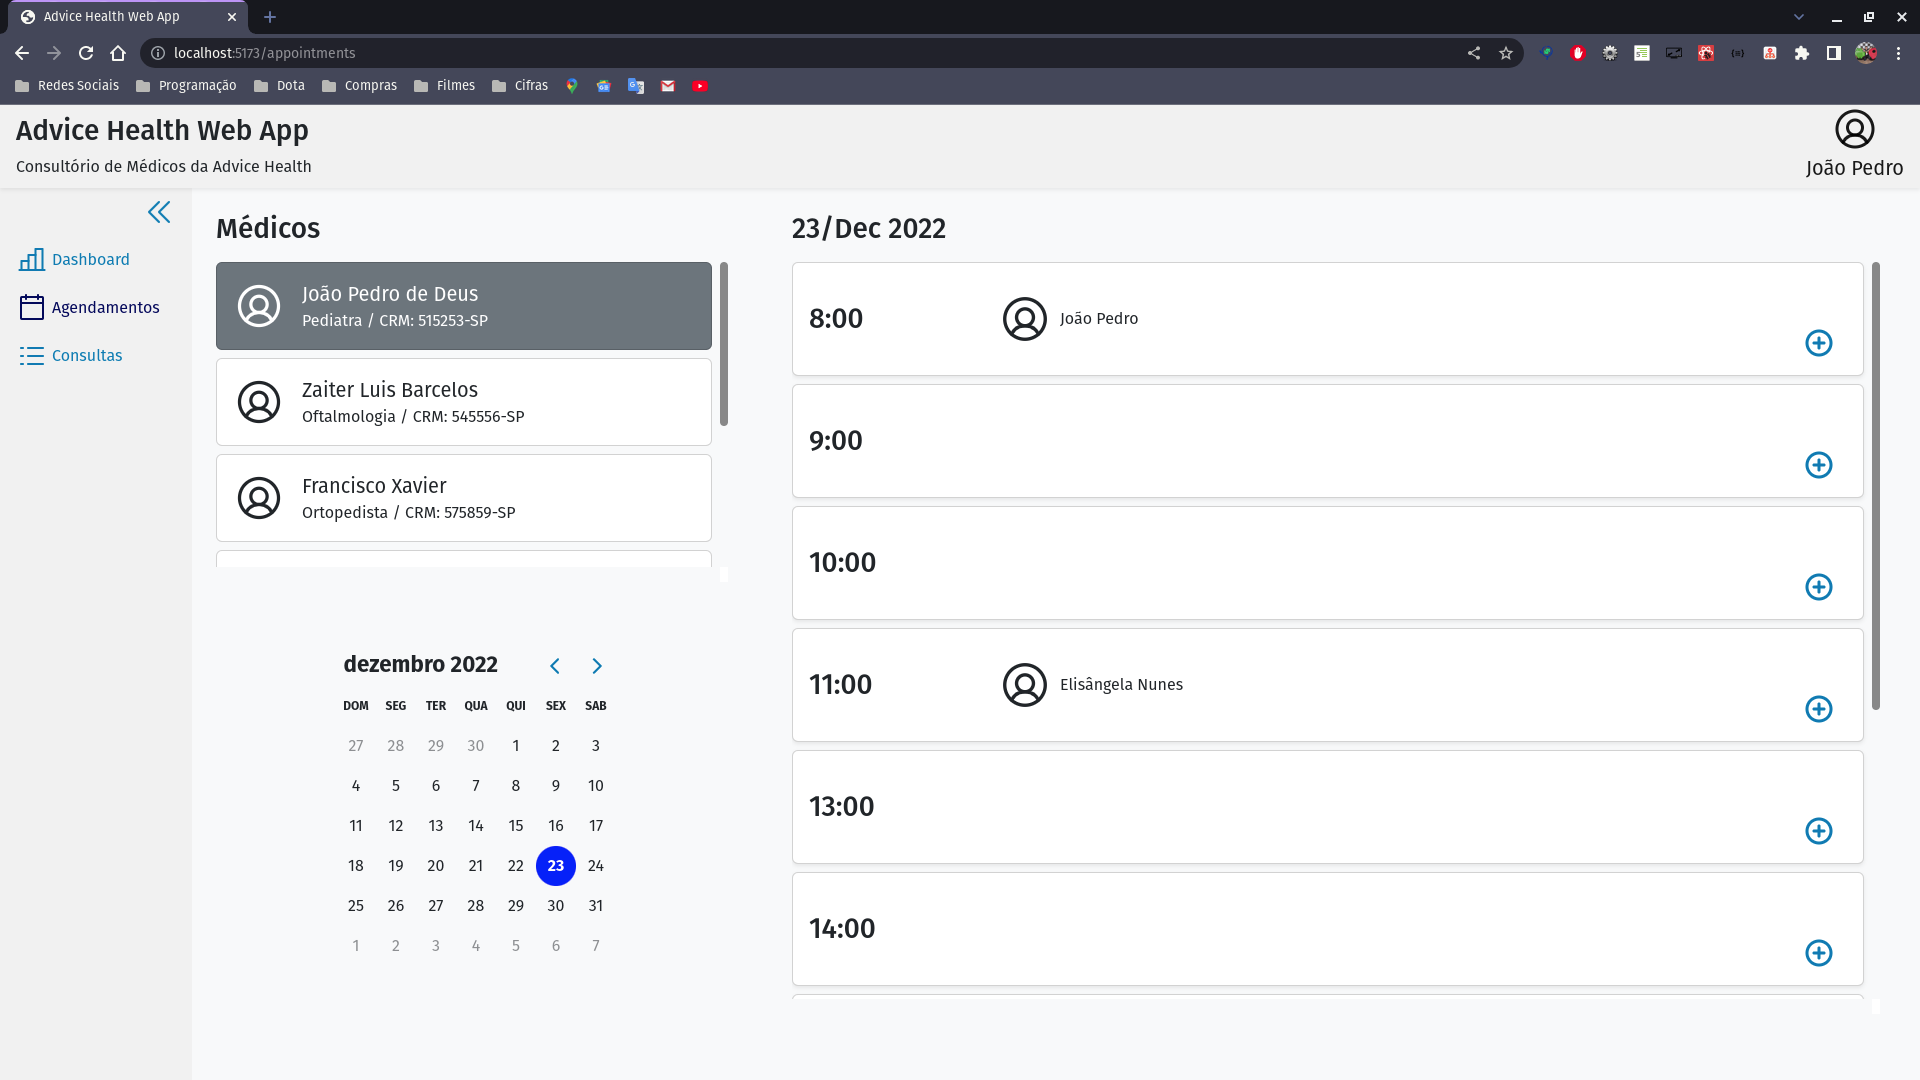 Advice Health Web App
localhost:5173/appointments
Redes Sociais
Programação
Dota
Compras
Filmes
Cifras
Advice Health Web App
Consultório de Médicos da Advice Health
João Pedro
Dashboard
Agendamentos
Consultas
Médicos
João Pedro de Deus
Pediatra / CRM: 515253-SP
Zaiter Luis Barcelos
Oftalmologia / CRM: 545556-SP
Francisco Xavier
Ortopedista / CRM: 575859-SP
dezembro 2022
DOM SEG TER QUA QUI SEX SAB
27 28 29 30 1 2 3
4 5 6 7 8 9 10
11 12 13 14 15 16 17
18 19 20 21 22 23 24
25 26 27 28 29 30 31
1 2 3 4 5 6 7
23/Dec 2022
8:00 João Pedro
9:00
10:00
11:00 Elisângela Nunes
13:00
14:00